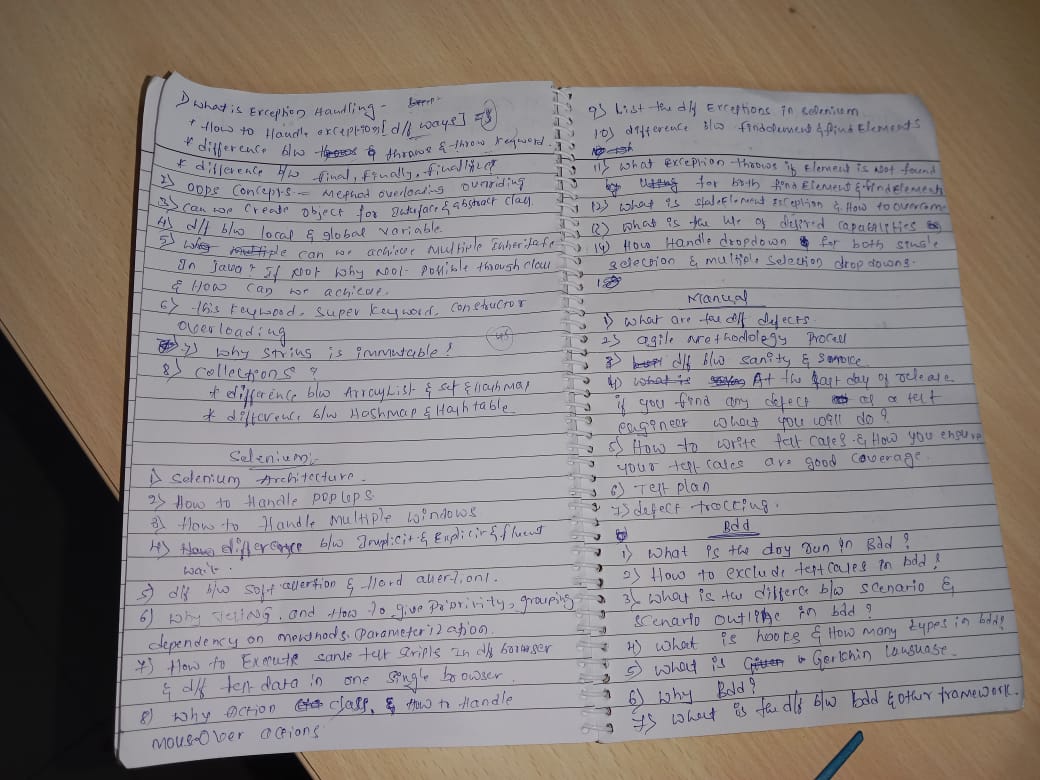 1) what is Exception Handling -
* How to Handle exception [diff ways] =
* difference b/w throws & throw keyword.
* difference b/w final, finally, finalize
2) OOPS Concepts = Method overloading overriding
3) can we Create object for Interface & abstract class
4) diff b/w local & global variable.
5) can we achieve Multiple Inheritance
In Java? If Not why Not. Possible through class
& How can we achieve.
6) this keyword, super keyword, constructor
overloading
7) why string is immutable?
8) Collections?
* difference b/w ArrayList & set & Hashmap
* difference b/w Hashmap & Hash table
Selenium:-
1) Selenium Architecture.
2) How to Handle popups
3) How to Handle Multiple windows
4) difference b/w Implicit & Explicit & fluent
wait.
5) diff b/w soft assertion & Hard assertions.
6) why TestNG, and How To give Priority, grouping
dependency on methods, Parameterization.
7) How to Execute same test Scripts In diff browser
& diff test data in one single browser.
8) why Action class, & How to Handle
mouseOver actions
9) List the diff Exceptions in selenium
10) difference b/w findelement & find Elements
11) what exception throws if Element is Not found
for both find Element & find Elements
12) what is staleElement exception & How to overcome
13) what is the use of desired capabilities
14) How Handle dropdown for both single
selection & multiple selection drop downs.
Manual
1) what are the diff defects.
2) agile methodology Process
3) diff b/w sanity & smoke
4) At the last day of release
if you find any defect as a test
engineer what you will do?
5) How to write test cases & How you ensure
your test cases are good coverage.
6) Test plan
7) defect tracking.
Bdd
1) what is the dry run in Bdd?
2) How to exclude testcases in bdd?
3) what is the difference b/w scenario &
scenario outline in bdd?
4) what is hooks & How many types in bdd?
5) what is Gerkhin language.
6) why Bdd?
7) what is the diff b/w bdd & other framework.